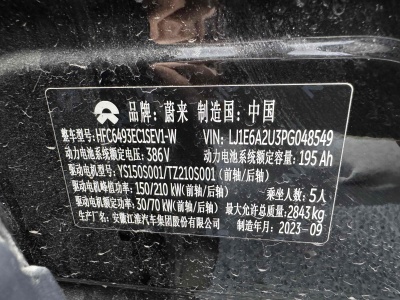 品牌: 蔚来 制造国: 中国
整车型号: HFC6493EC1SEV1-W VIN: LJ1E6A2U3PG048549
动力电池系统额定电压: 386V 动力电池系统额定容量: 195Ah
驱动电机型号: YS150S001/TZ210S001 (前轴/后轴)
驱动电机峰值功率: 150/210 kW (前轴/后轴) 乘坐人数: 5人
驱动电机额定功率: 30/70 kW (前轴/后轴) 最大允许总质量: 2843kg
生产厂名: 安徽江淮汽车集团股份有限公司 制造年月: 2023-09